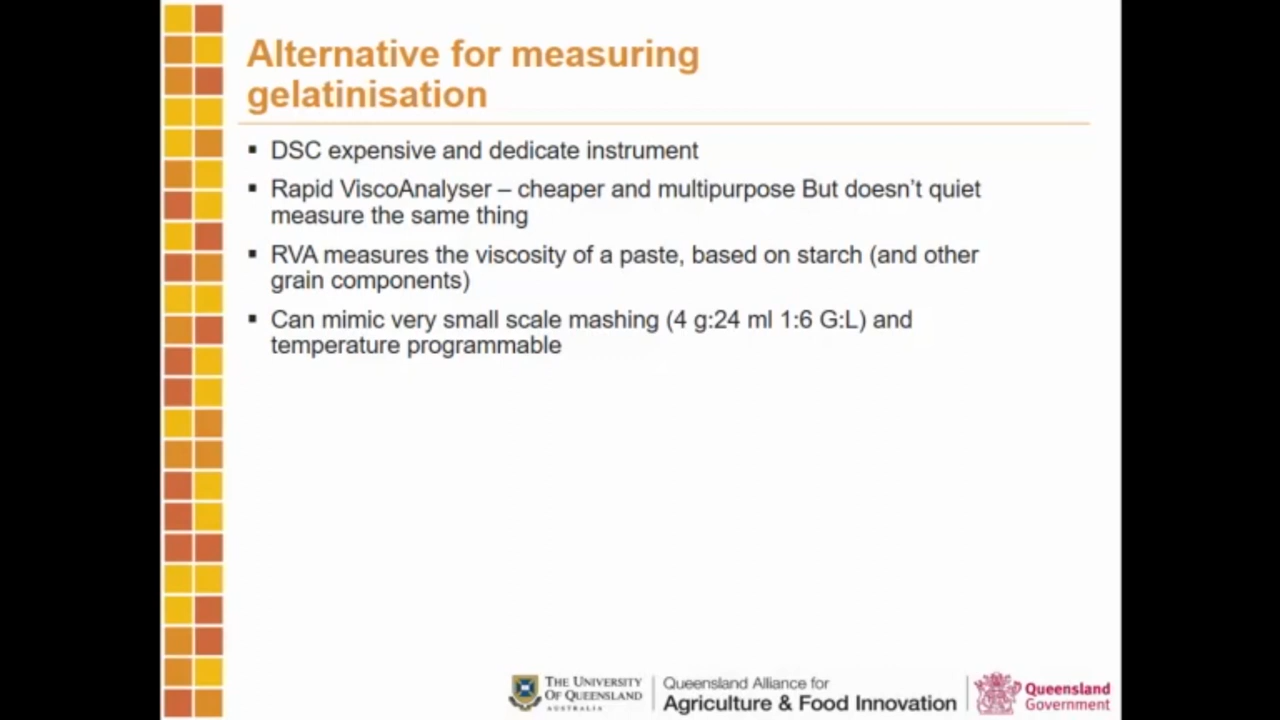 Alternative for measuring
gelatinisation
▪ DSC expensive and dedicate instrument
▪ Rapid ViscoAnalyser – cheaper and multipurpose But doesn’t quiet
measure the same thing
▪ RVA measures the viscosity of a paste, based on starch (and other
grain components)
▪ Can mimic very small scale mashing (4 g:24 ml 1:6 G:L) and
temperature programmable
THE UNIVERSITY
OF QUEENSLAND
AUSTRALIA
Queensland Alliance for
Agriculture & Food Innovation
Queensland
Government